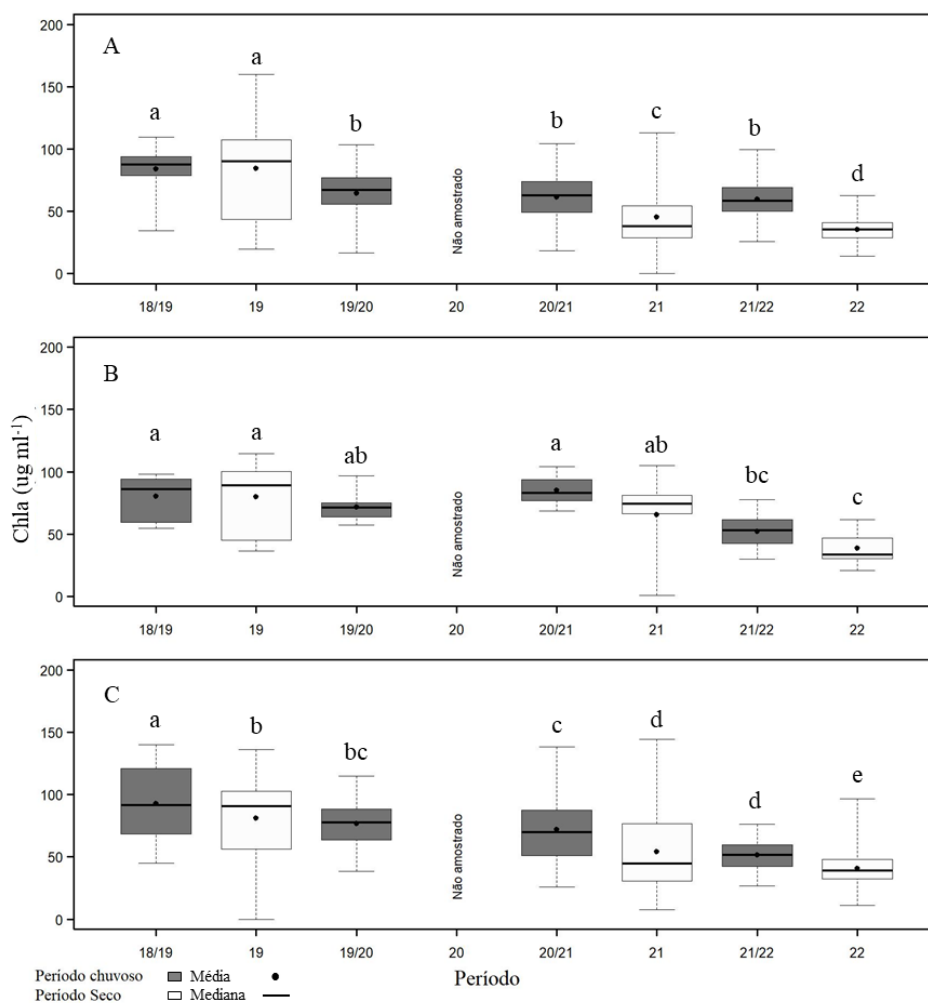 A
200
150
100
50
0
a
a
b
b
c
b
d
Não amostrado
18/19 19 19/20 20 20/21 21 21/22 22
B
200
150
100
50
0
a
a
ab
a
ab
bc
c
Não amostrado
18/19 19 19/20 20 20/21 21 21/22 22
Chla (ug ml⁻¹)
C
200
150
100
50
0
a
b
bc
c
d
d
e
Não amostrado
18/19 19 19/20 20 20/21 21 21/22 22
Período
Período chuvoso Média
Período Seco Mediana